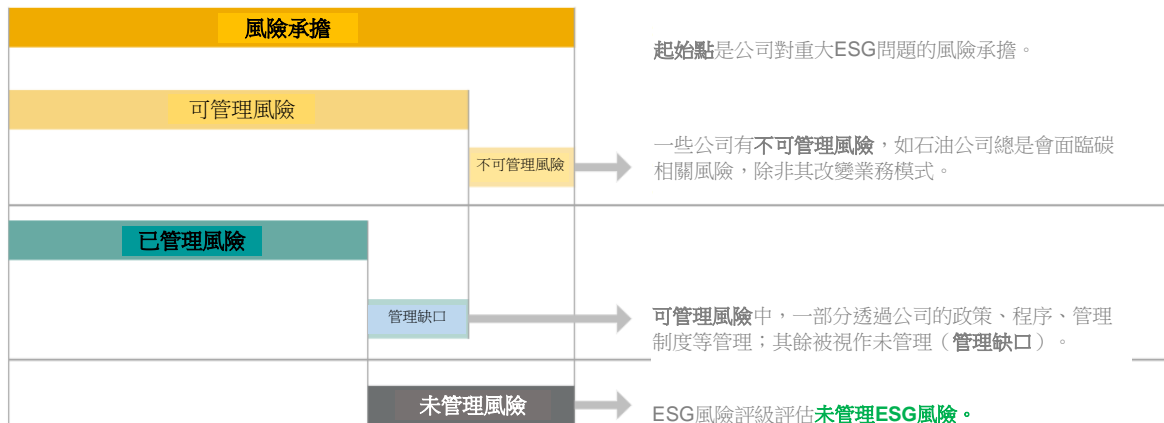 風險承擔
起始點是公司對重大ESG問題的風險承擔。
可管理風險
不可管理風險
一些公司有不可管理風險，如石油公司總是會面臨碳
相關風險，除非其改變業務模式。
已管理風險
管理缺口
可管理風險中，一部分透過公司的政策、程序、管理
制度等管理；其餘被視作未管理（管理缺口）。
未管理風險
ESG風險評級評估未管理ESG風險。